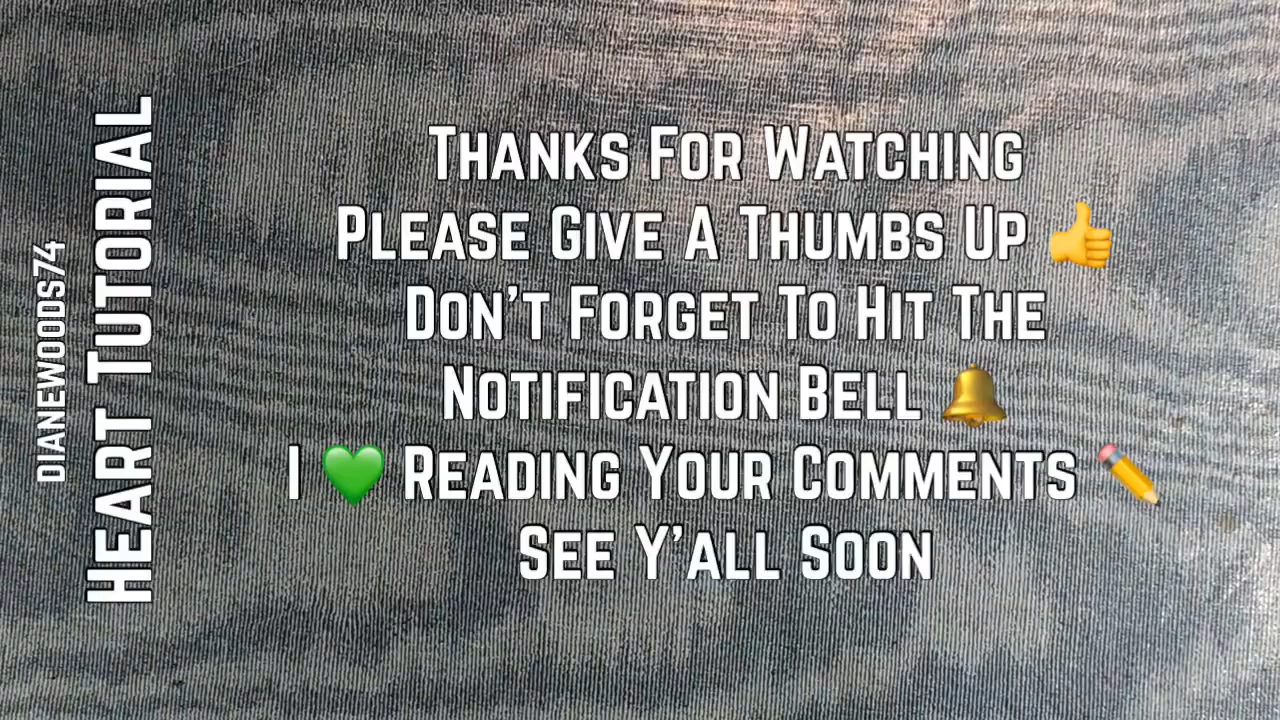 DIANEWOODS74
HEART TUTORIAL
THANKS FOR WATCHING
PLEASE GIVE A THUMBS UP 👍
DON'T FORGET TO HIT THE
NOTIFICATION BELL 🔔
I 💚 READING YOUR COMMENTS ✏️
SEE Y'ALL SOON